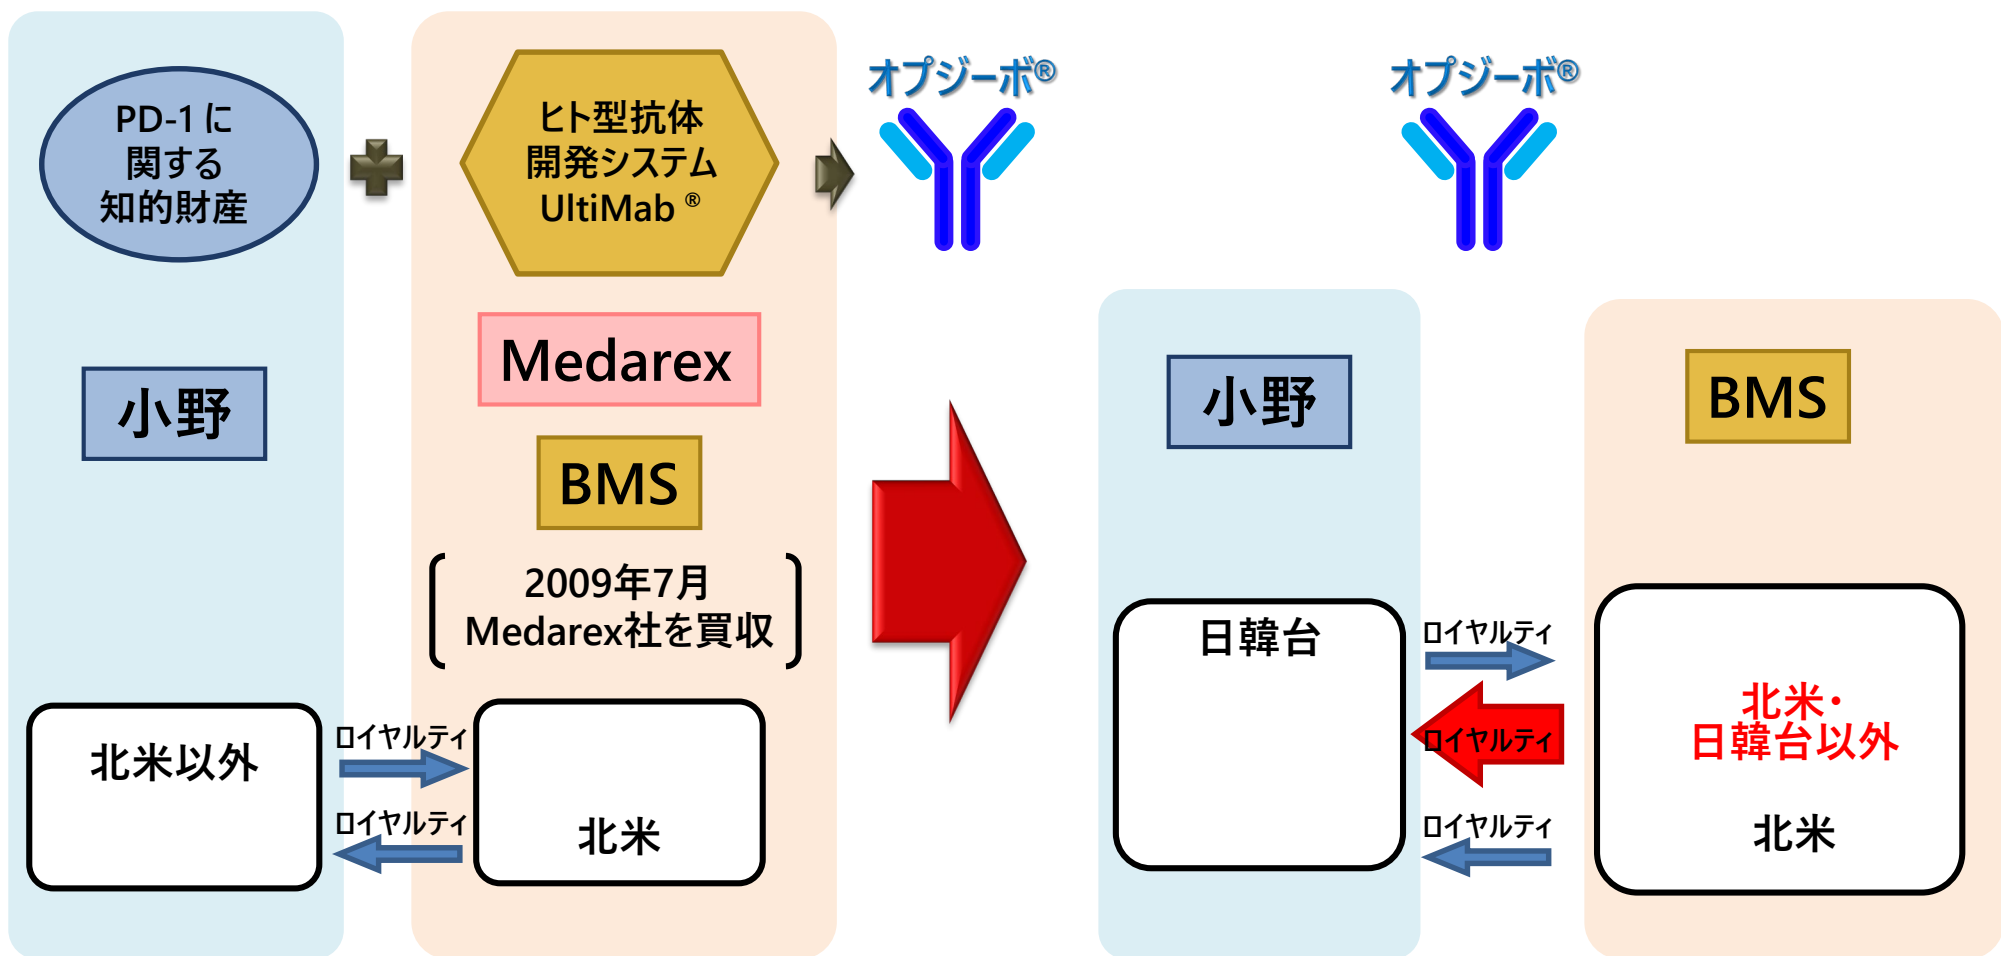 PD-1 に
関する
知的財産
ヒト型抗体
開発システム
UltiMab ®
オプジーボ®
小野
Medarex
BMS
2009年7月
Medarex社を買収
北米以外
ロイヤルティ
ロイヤルティ
北米
オプジーボ®
小野
BMS
日韓台
ロイヤルティ
ロイヤルティ
ロイヤルティ
北米・
日韓台以外
北米